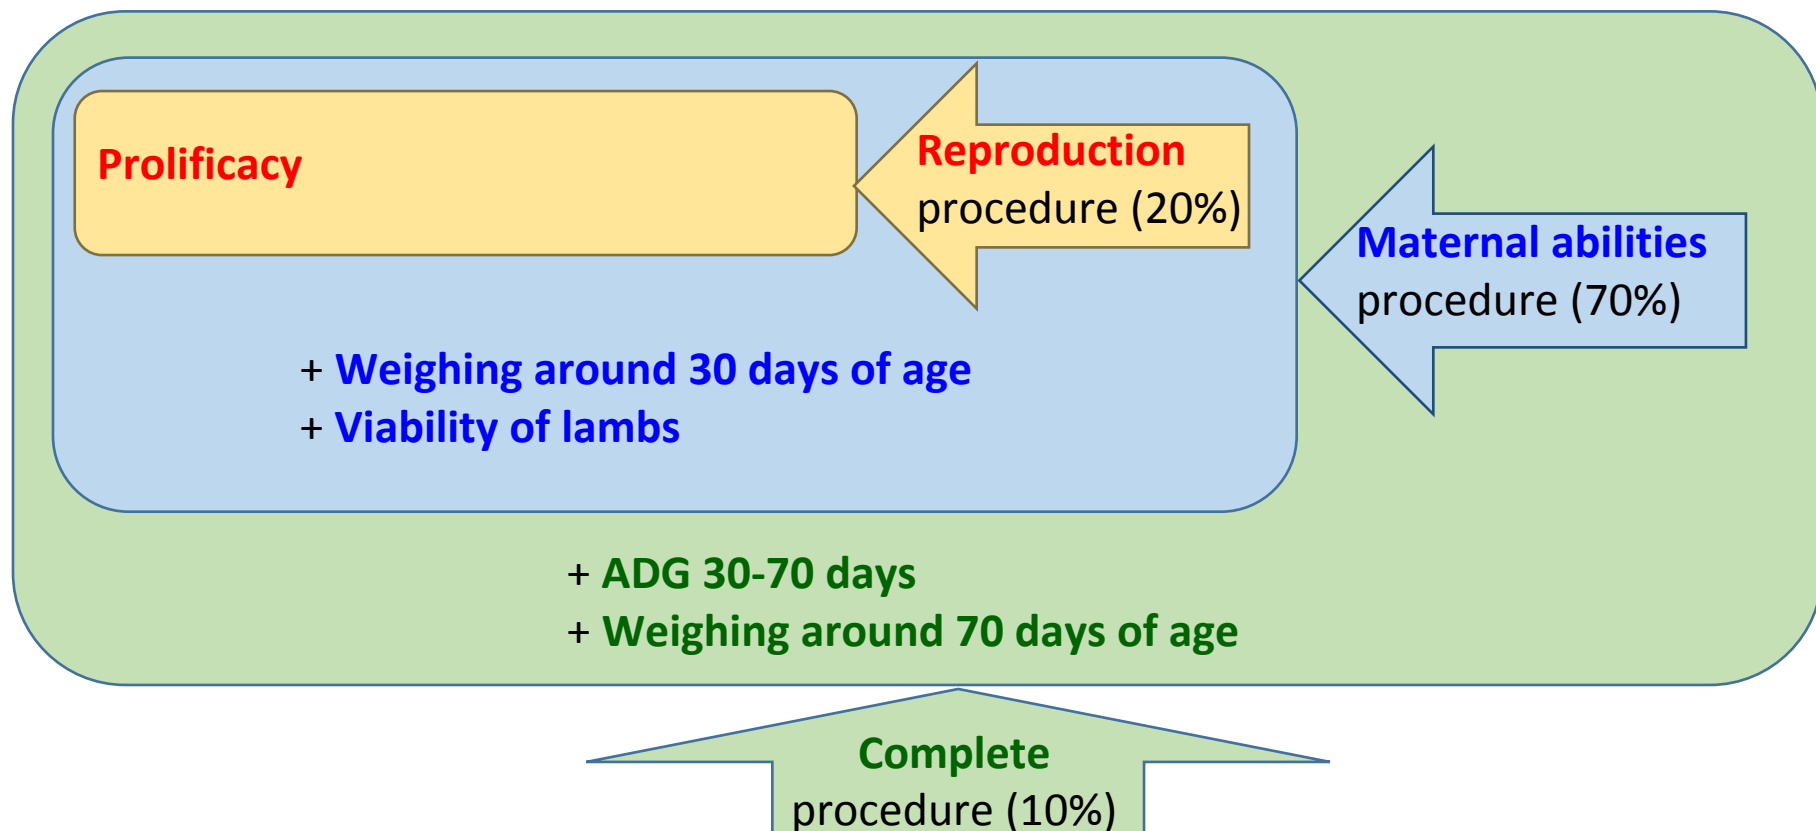 Prolificacy
Reproduction
procedure (20%)
Maternal abilities
procedure (70%)
+ Weighing around 30 days of age
+ Viability of lambs
+ ADG 30-70 days
+ Weighing around 70 days of age
Complete
procedure (10%)